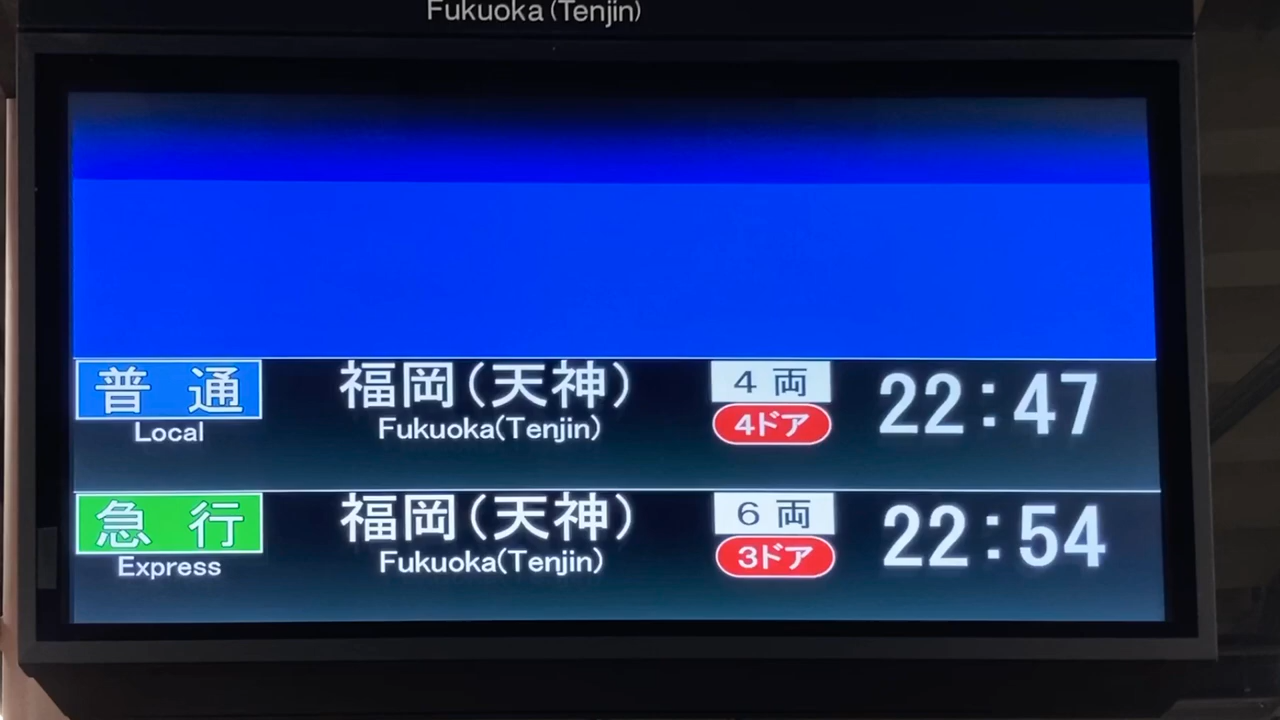 Fukuoka (Tenjin)
普通 福岡(天神) 4両 22:47
Local Fukuoka(Tenjin) 4ドア
急行 福岡(天神) 6両 22:54
Express Fukuoka(Tenjin) 3ドア